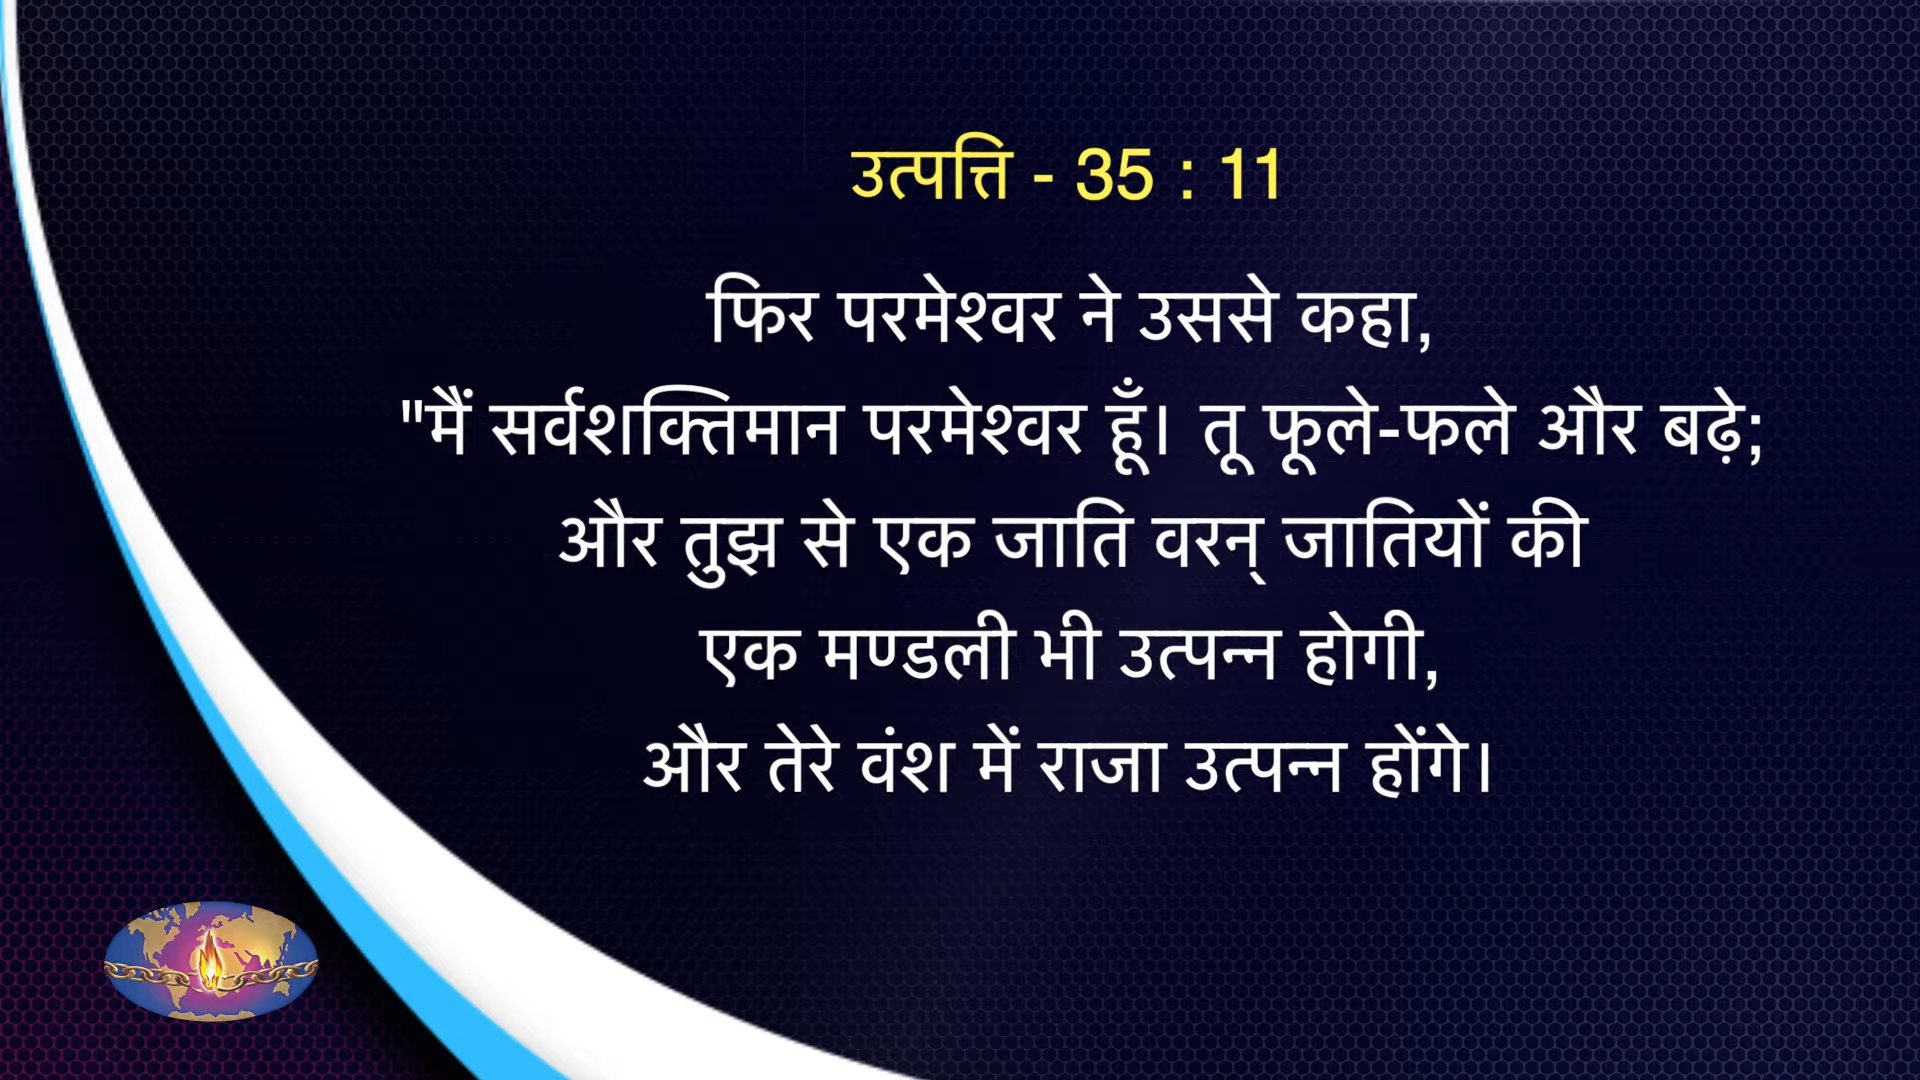 उत्पत्ति - 35 : 11
फिर परमेश्वर ने उससे कहा,
"मैं सर्वशक्तिमान परमेश्वर हूँ। तू फूले-फले और बढ़े;
और तुझ से एक जाति वरन् जातियों की
एक मण्डली भी उत्पन्न होगी,
और तेरे वंश में राजा उत्पन्न होंगे।